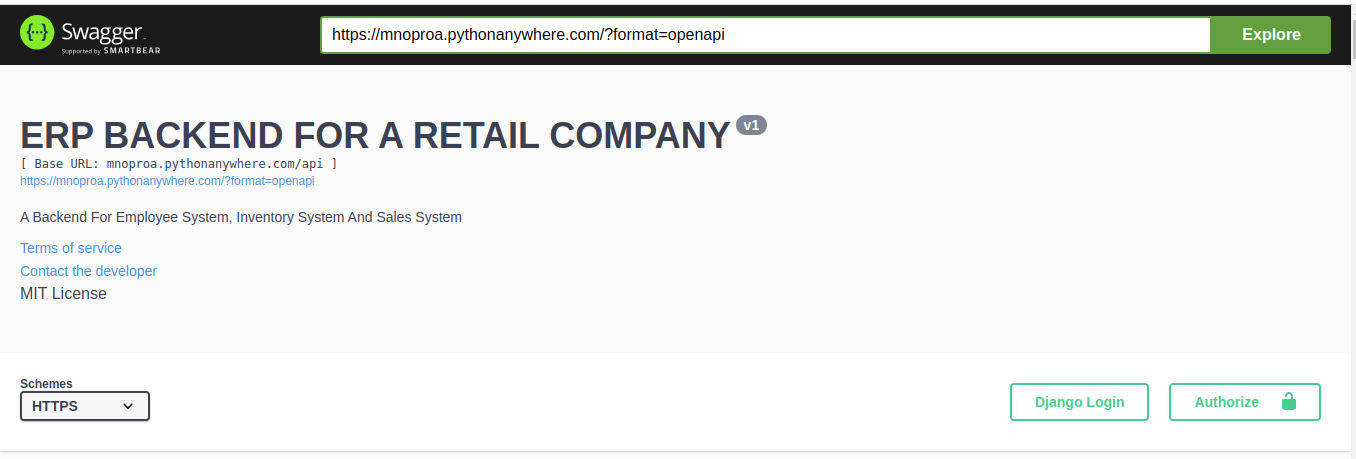 Swagger
Supported by SMARTBEAR
https://mnoproa.pythonanywhere.com/?format=openapi
Explore
ERP BACKEND FOR A RETAIL COMPANY v1
[ Base URL: mnoproa.pythonanywhere.com/api ]
https://mnoproa.pythonanywhere.com/?format=openapi
A Backend For Employee System, Inventory System And Sales System
Terms of service
Contact the developer
MIT License
Schemes
HTTPS
Django Login
Authorize